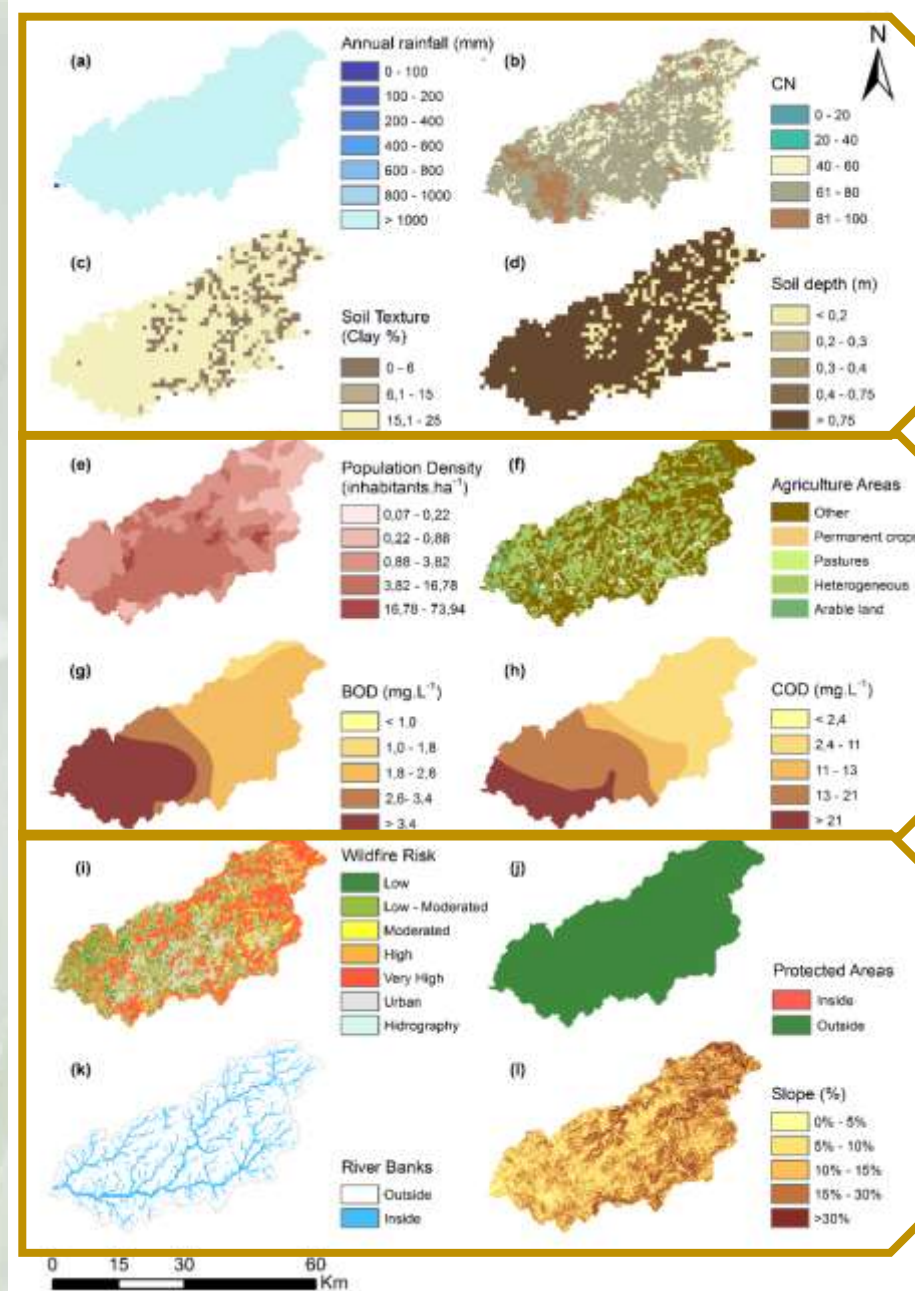 N
(a)
Annual rainfall (mm)
0 - 100
100 - 200
200 - 400
400 - 600
600 - 800
800 - 1000
> 1000
(b)
CN
0 - 20
20 - 40
40 - 60
61 - 80
81 - 100
(c)
Soil Texture
(Clay %)
0 - 6
6,1 - 15
15,1 - 25
(d)
Soil depth (m)
< 0,2
0,2 - 0,3
0,3 - 0,4
0,4 - 0,75
> 0,75
(e)
Population Density
(inhabitants.ha⁻¹)
0,07 - 0,22
0,22 - 0,88
0,88 - 3,82
3,82 - 16,78
16,78 - 73,94
(f)
Agriculture Areas
Other
Permanent crops
Pastures
Heterogeneous
Arable land
(g)
BOD (mg.L⁻¹)
< 1,0
1,0 - 1,8
1,8 - 2,6
2,6- 3,4
> 3,4
(h)
COD (mg.L⁻¹)
< 2,4
2,4 - 11
11 - 13
13 - 21
> 21
(i)
Wildfire Risk
Low
Low - Moderated
Moderated
High
Very High
Urban
Hidrography
(j)
Protected Areas
Inside
Outside
(k)
River Banks
Outside
Inside
(l)
Slope (%)
0% - 5%
5% - 10%
10% - 15%
15% - 30%
>30%
0 15 30 60
Km